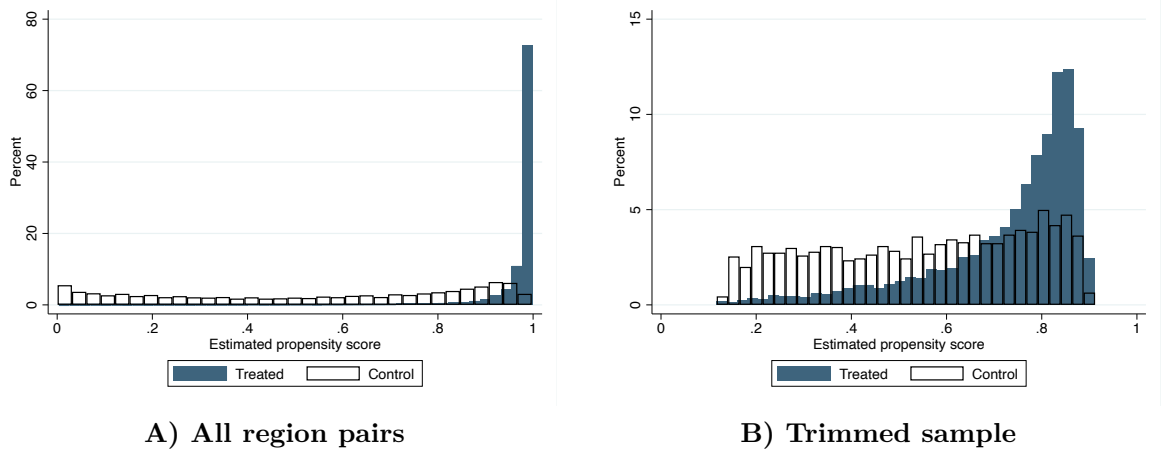 80
60
40
20
0
Percent
0 .2 .4 .6 .8 1
Estimated propensity score
Treated Control
A) All region pairs
15
10
5
0
Percent
0 .2 .4 .6 .8 1
Estimated propensity score
Treated Control
B) Trimmed sample